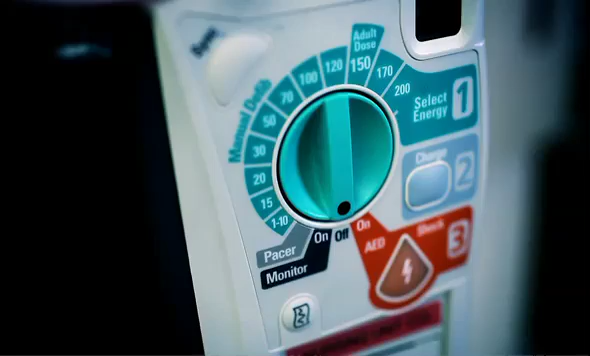 Sync
Manual Defib
1-10
15
20
30
50
70
100
120
Adult
Dose
150
170
200
Select
Energy
1
Charge
2
Shock
3
Pacer
Monitor
On
Off
On
AED